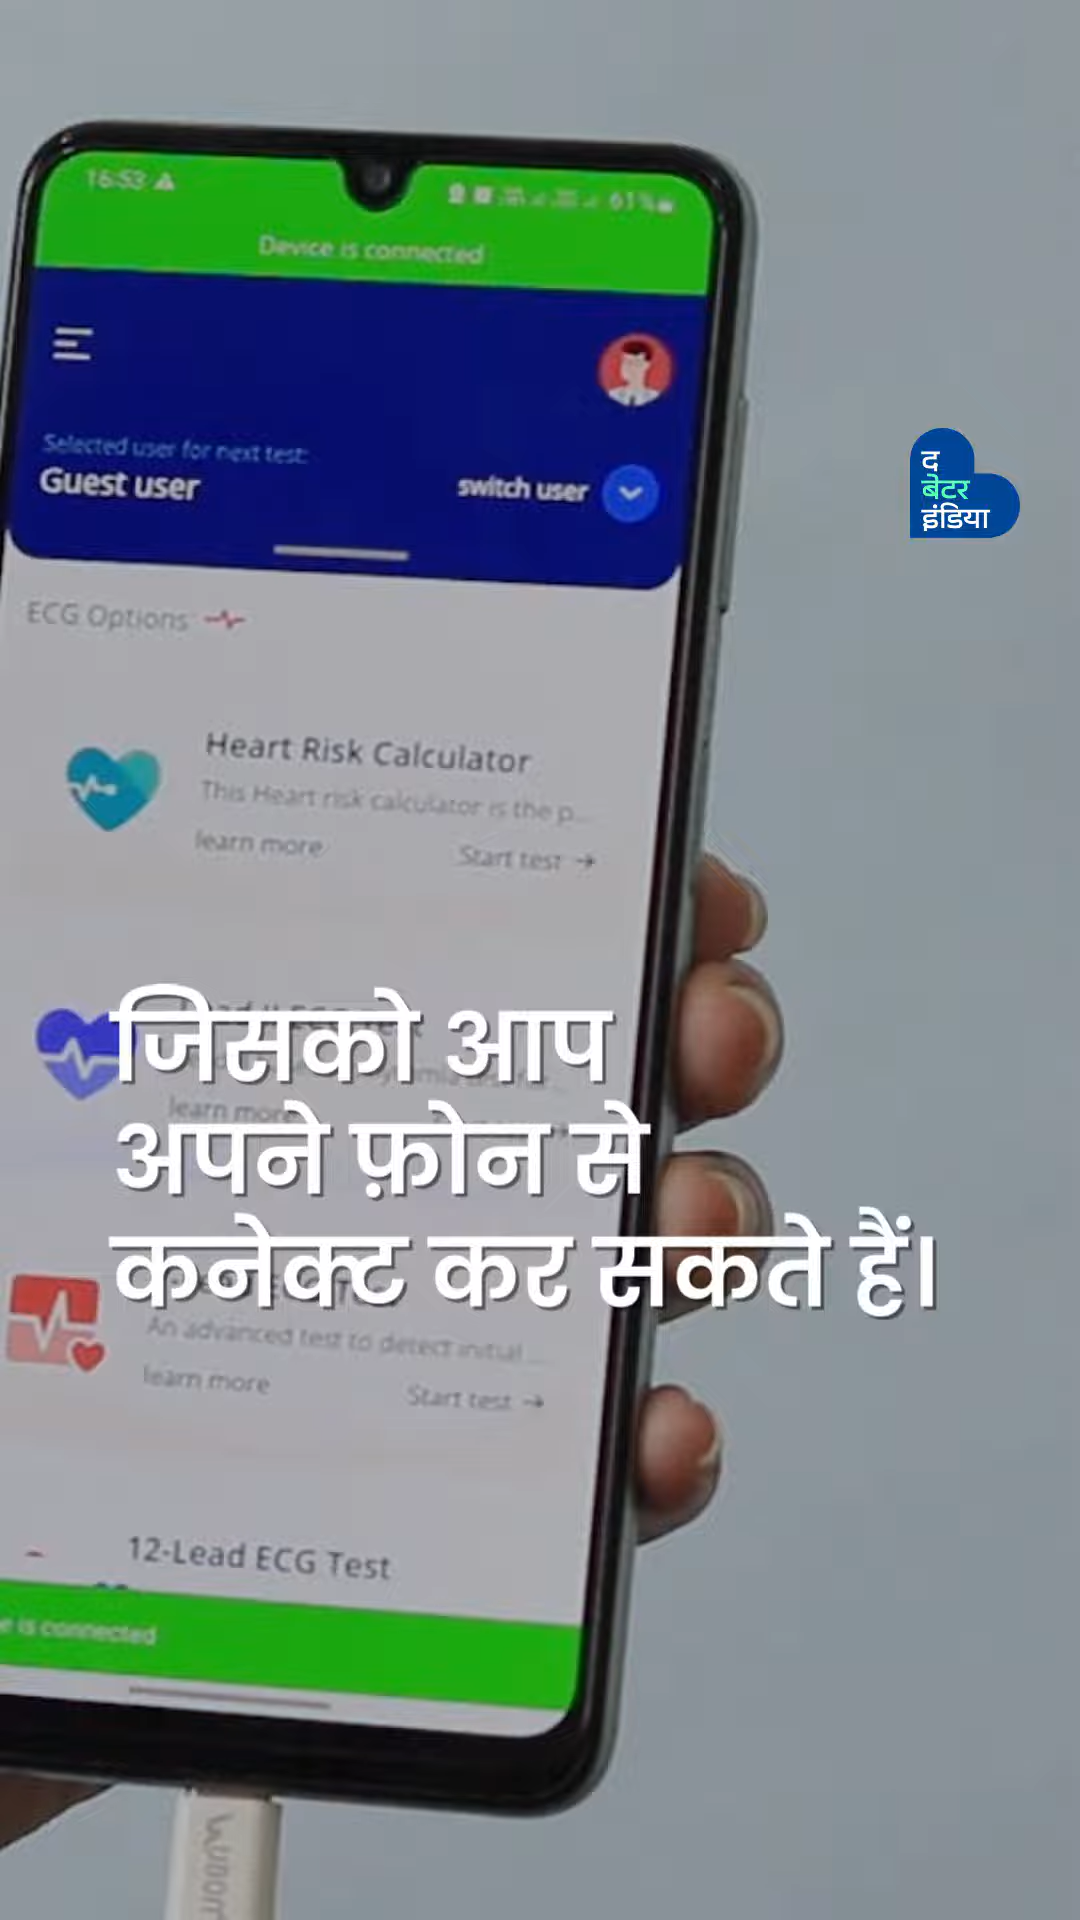 16:53
61%
Device is connected
Selected user for next test:
Guest user
switch user
द
बेटर
इंडिया
ECG Options
Heart Risk Calculator
This Heart risk calculator is the p...
learn more
Start test →
जिसको आप
learn more
अपने फ़ोन से
कनेक्ट कर सकते हैं।
An advanced test to detect initial ...
learn more
Start test →
12-Lead ECG Test
is connected